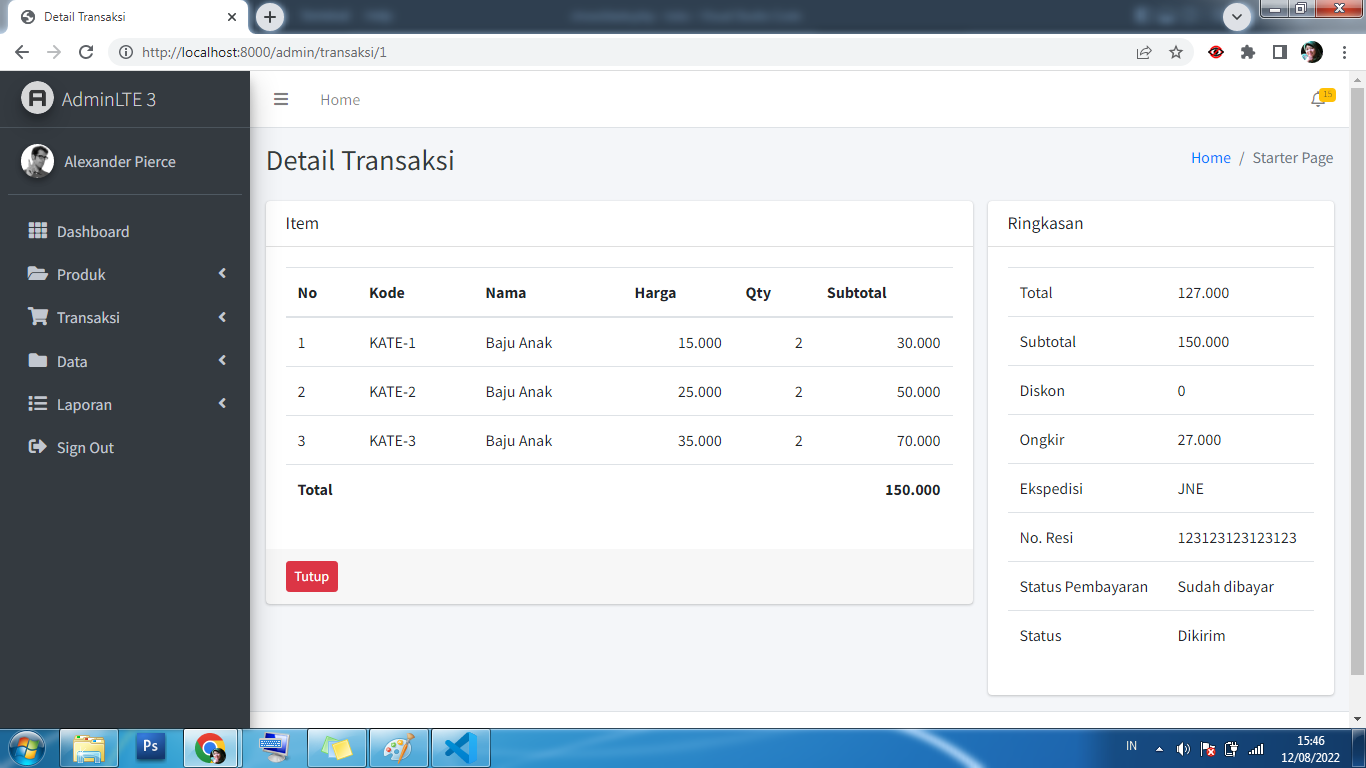 Detail Transaksi
http://localhost:8000/admin/transaksi/1
AdminLTE 3
Home
15
Alexander Pierce
Detail Transaksi
Home / Starter Page
Dashboard
Produk
Transaksi
Data
Laporan
Sign Out
Item
No Kode Nama Harga Qty Subtotal
1 KATE-1 Baju Anak 15.000 2 30.000
2 KATE-2 Baju Anak 25.000 2 50.000
3 KATE-3 Baju Anak 35.000 2 70.000
Total 150.000
Tutup
Ringkasan
Total 127.000
Subtotal 150.000
Diskon 0
Ongkir 27.000
Ekspedisi JNE
No. Resi 123123123123123
Status Pembayaran Sudah dibayar
Status Dikirim
Ps
IN
15:46
12/08/2022